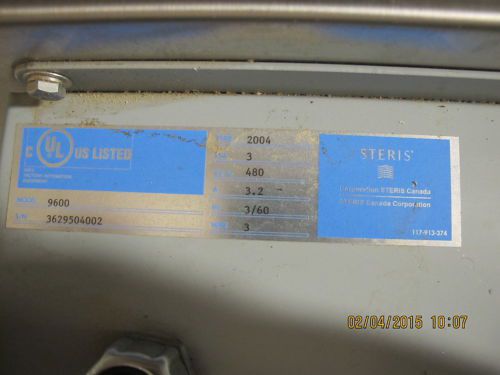 C UL US LISTED
2004
3
480
A 3.2
3/60
3
MODEL 9600
S/N 3629504002
STERIS®
Corporation STERIS Canada
STERIS Canada Corporation
117-913-374
02/04/2015 10:07